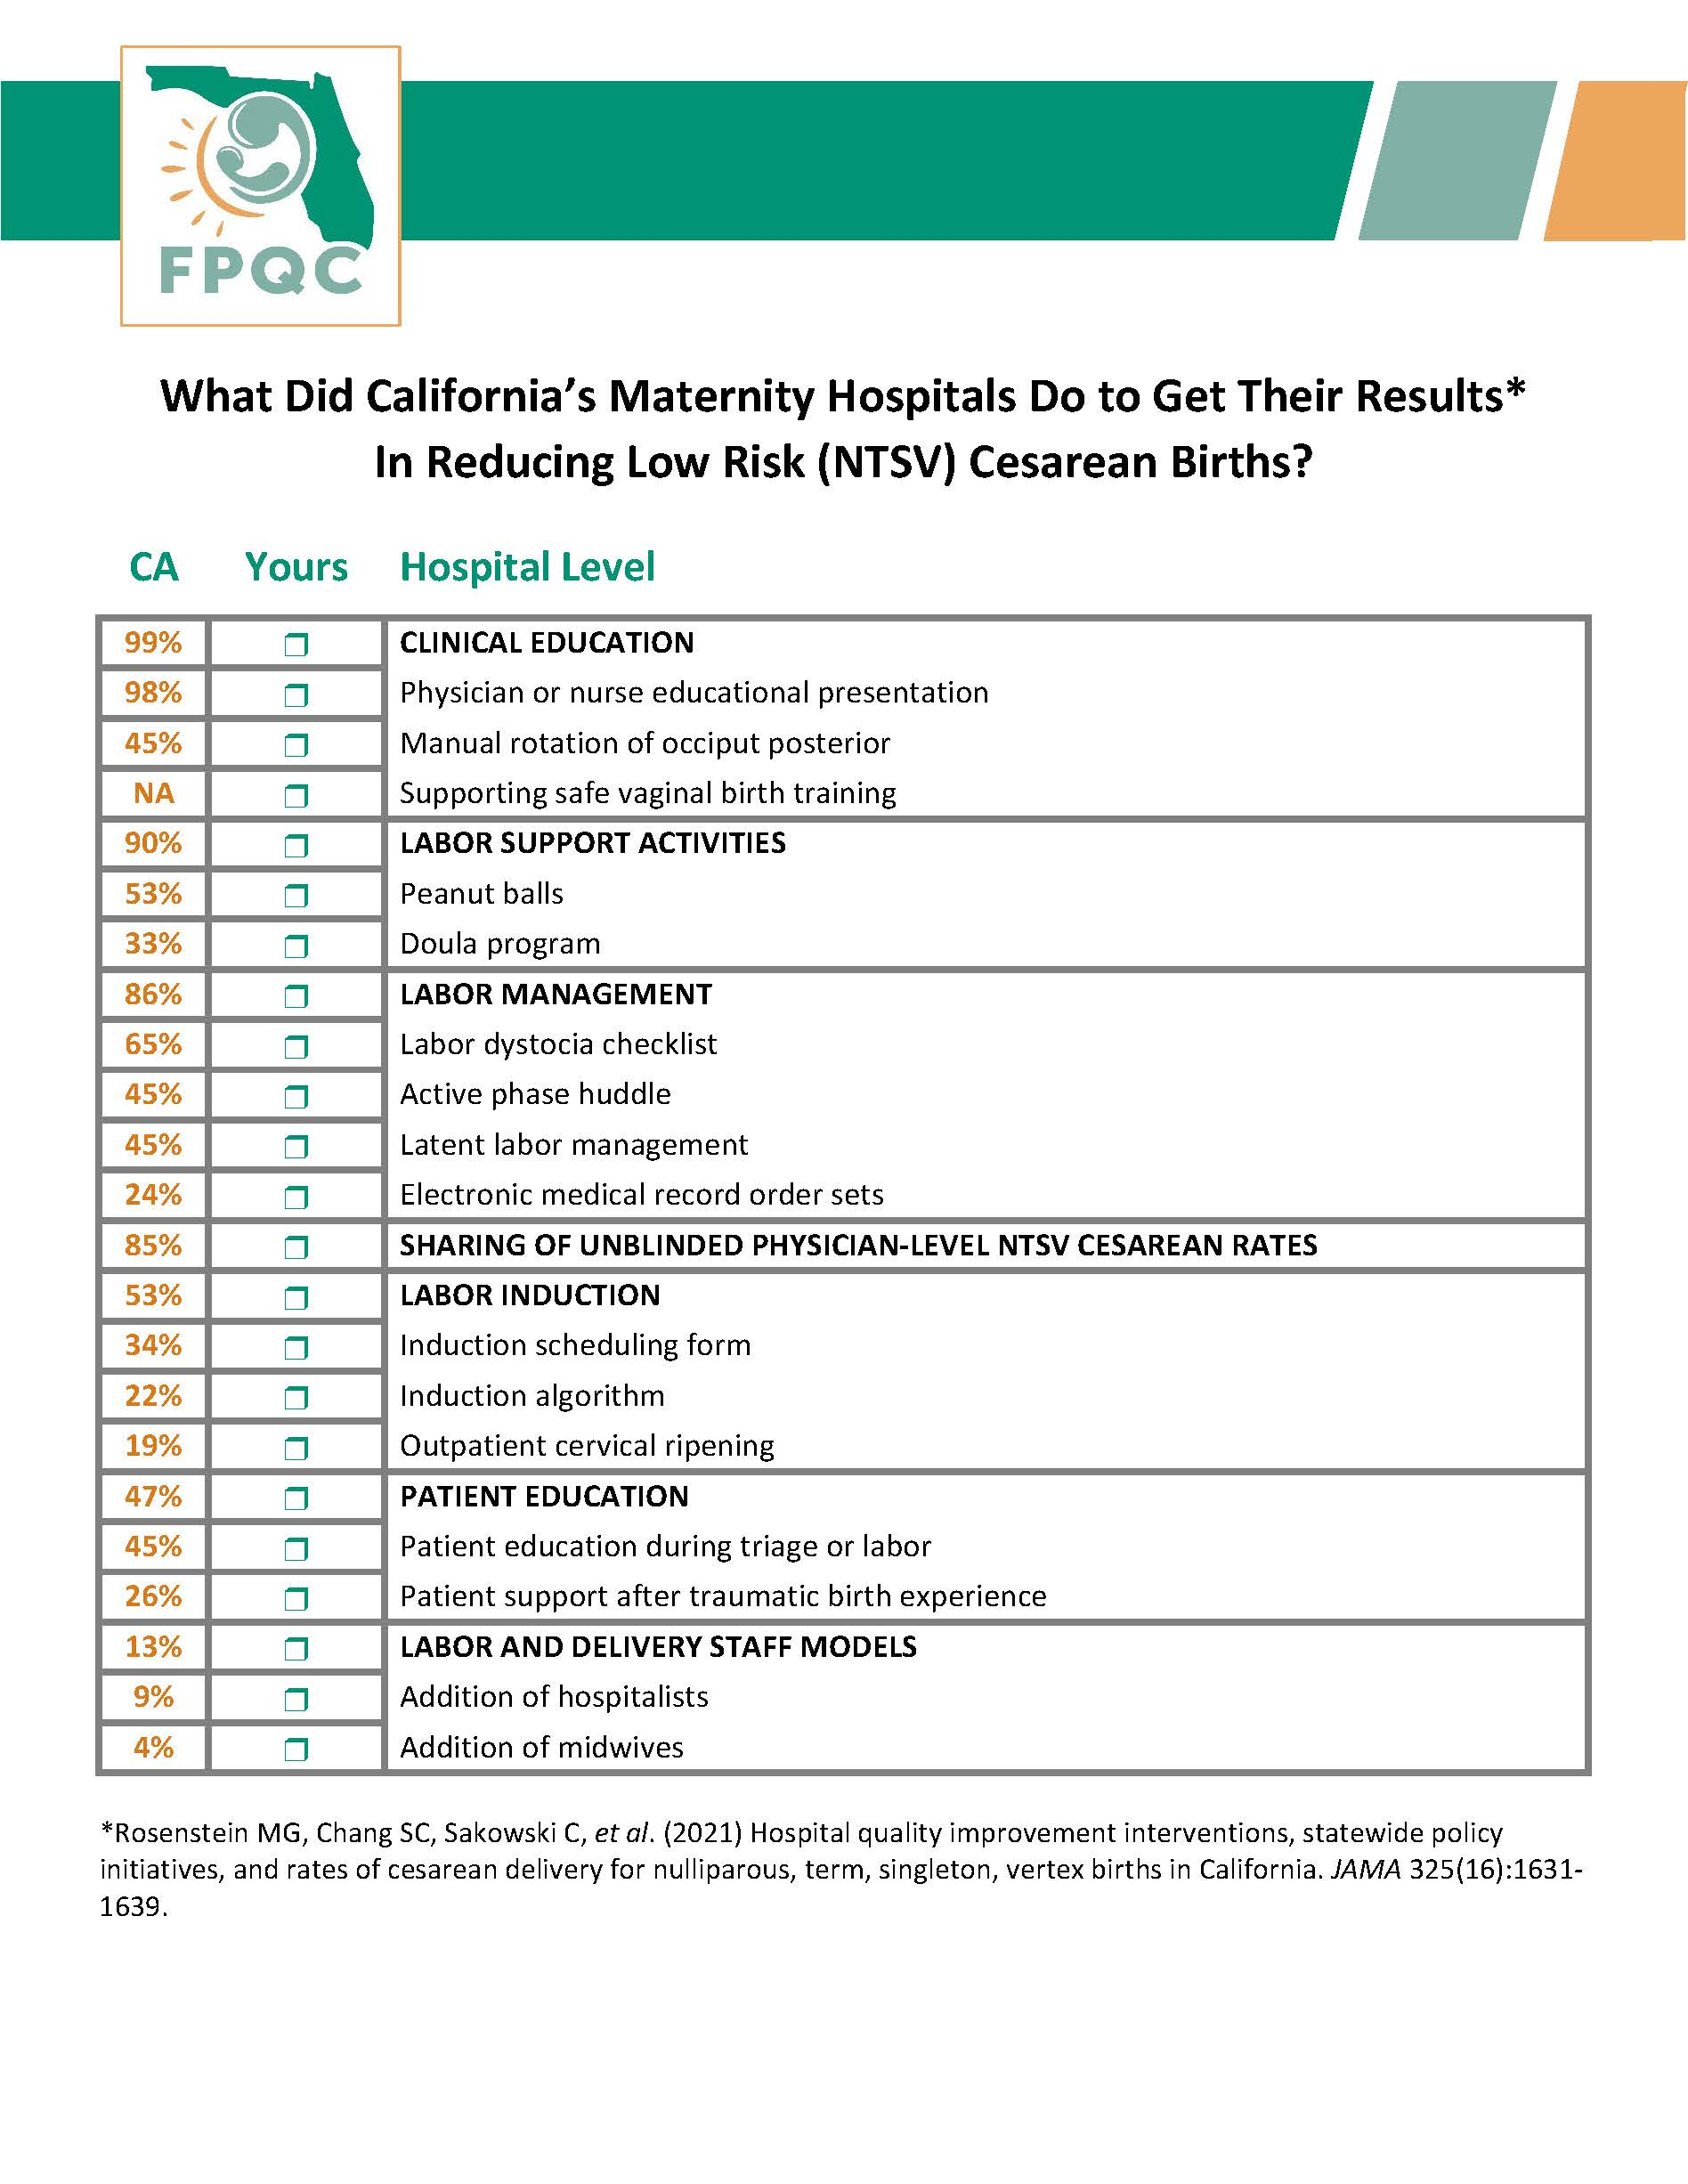 FPQC
What Did California’s Maternity Hospitals Do to Get Their Results*
In Reducing Low Risk (NTSV) Cesarean Births?
CA Yours Hospital Level
99% ❒ CLINICAL EDUCATION
98% ❒ Physician or nurse educational presentation
45% ❒ Manual rotation of occiput posterior
NA ❒ Supporting safe vaginal birth training
90% ❒ LABOR SUPPORT ACTIVITIES
53% ❒ Peanut balls
33% ❒ Doula program
86% ❒ LABOR MANAGEMENT
65% ❒ Labor dystocia checklist
45% ❒ Active phase huddle
45% ❒ Latent labor management
24% ❒ Electronic medical record order sets
85% ❒ SHARING OF UNBLINDED PHYSICIAN-LEVEL NTSV CESAREAN RATES
53% ❒ LABOR INDUCTION
34% ❒ Induction scheduling form
22% ❒ Induction algorithm
19% ❒ Outpatient cervical ripening
47% ❒ PATIENT EDUCATION
45% ❒ Patient education during triage or labor
26% ❒ Patient support after traumatic birth experience
13% ❒ LABOR AND DELIVERY STAFF MODELS
9% ❒ Addition of hospitalists
4% ❒ Addition of midwives
*Rosenstein MG, Chang SC, Sakowski C, et al. (2021) Hospital quality improvement interventions, statewide policy
initiatives, and rates of cesarean delivery for nulliparous, term, singleton, vertex births in California. JAMA 325(16):1631-
1639.